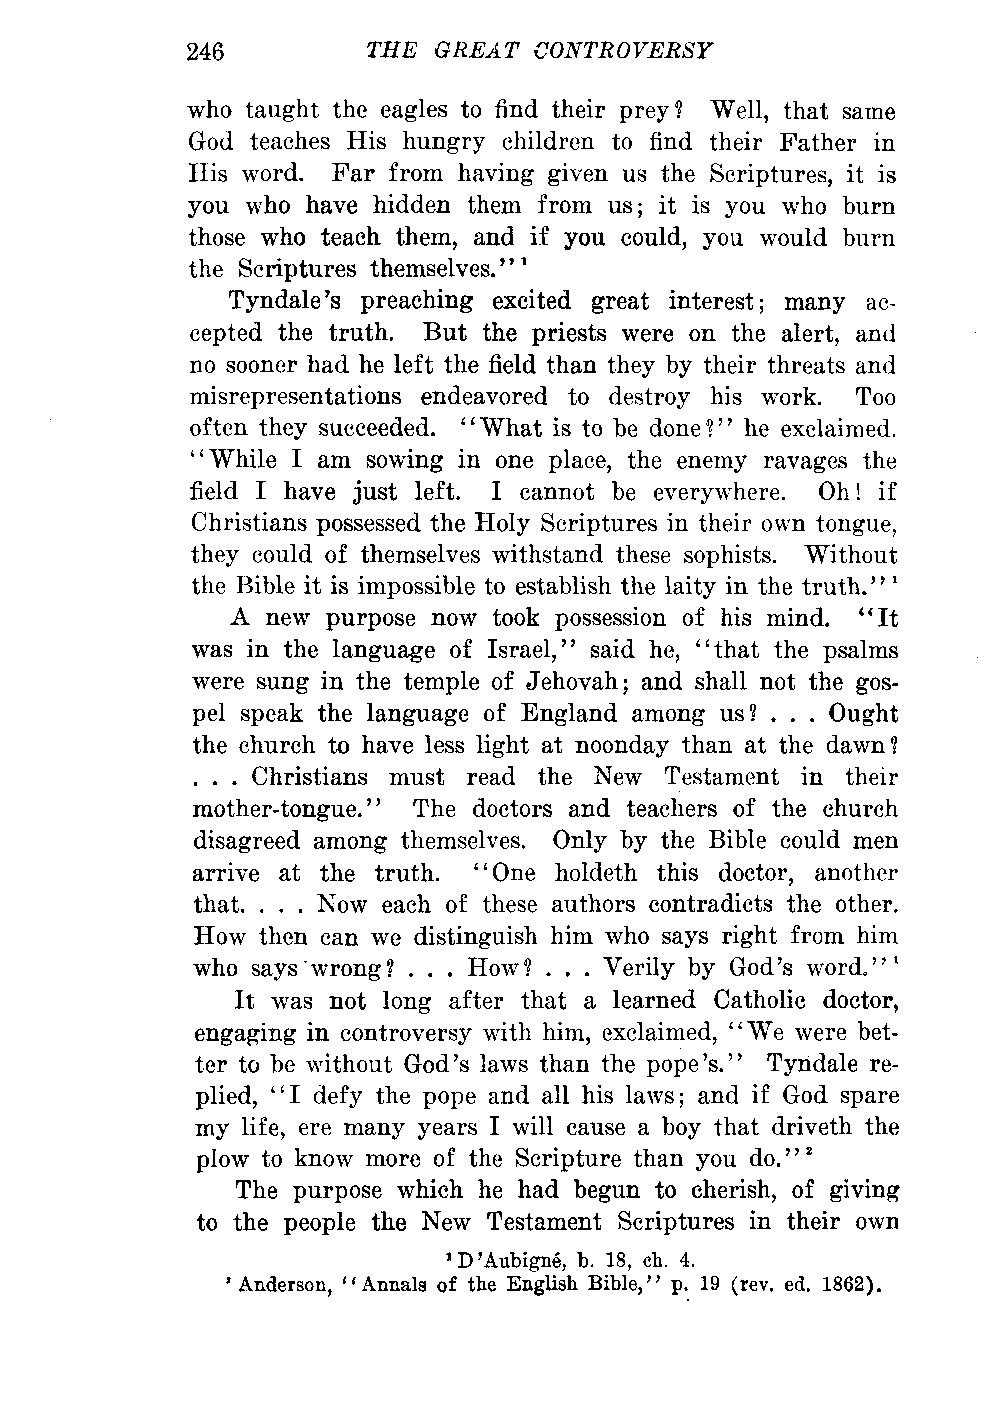 246 THE GREAT CONTROVERSY
who taught the eagles to find their prey? Well, that same
God teaches His hungry children to find their Father in
His word. Far from having given us the Scriptures, it is
you who have hidden them from us; it is you who burn
those who teach them, and if you could, you would burn
the Scriptures themselves."¹
Tyndale's preaching excited great interest; many ac-
cepted the truth. But the priests were on the alert, and
no sooner had he left the field than they by their threats and
misrepresentations endeavored to destroy his work. Too
often they succeeded. "What is to be done?" he exclaimed.
"While I am sowing in one place, the enemy ravages the
field I have just left. I cannot be everywhere. Oh! if
Christians possessed the Holy Scriptures in their own tongue,
they could of themselves withstand these sophists. Without
the Bible it is impossible to establish the laity in the truth."¹
A new purpose now took possession of his mind. "It
was in the language of Israel," said he, "that the psalms
were sung in the temple of Jehovah; and shall not the gos-
pel speak the language of England among us? . . . Ought
the church to have less light at noonday than at the dawn?
. . . Christians must read the New Testament in their
mother-tongue." The doctors and teachers of the church
disagreed among themselves. Only by the Bible could men
arrive at the truth. "One holdeth this doctor, another
that. . . . Now each of these authors contradicts the other.
How then can we distinguish him who says right from him
who says wrong? . . . How? . . . Verily by God's word."¹
It was not long after that a learned Catholic doctor,
engaging in controversy with him, exclaimed, "We were bet-
ter to be without God's laws than the pope's." Tyndale re-
plied, "I defy the pope and all his laws; and if God spare
my life, ere many years I will cause a boy that driveth the
plow to know more of the Scripture than you do."²
The purpose which he had begun to cherish, of giving
to the people the New Testament Scriptures in their own
¹ D'Aubigné, b. 18, ch. 4.
² Anderson, "Annals of the English Bible," p. 19 (rev. ed. 1862).